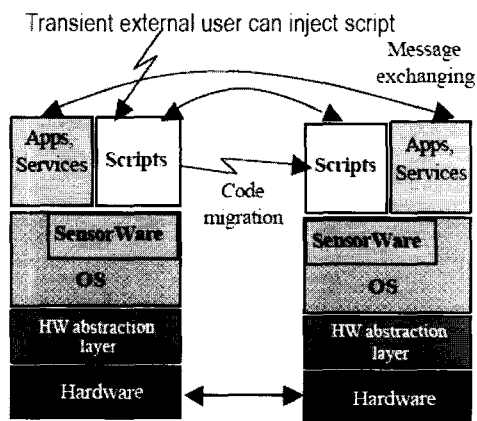 Transient external user can inject script
Message
exchanging
Apps,
Services
Scripts
Code
migration
Scripts
Apps,
Services
SensorWare
OS
HW abstraction
layer
Hardware
SensorWare
OS
HW abstraction
layer
Hardware